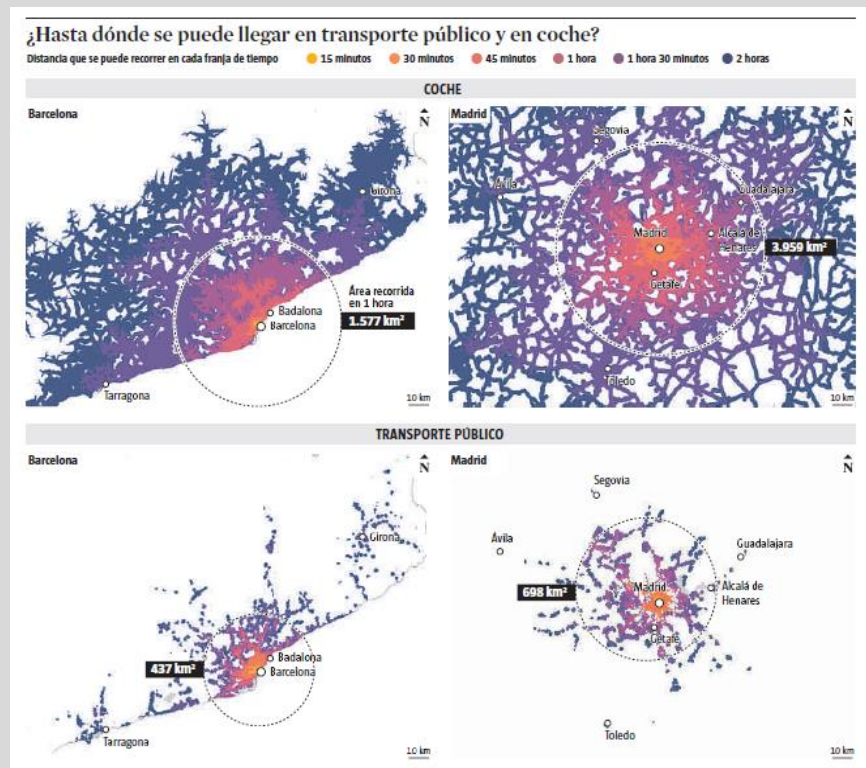 ¿Hasta dónde se puede llegar en transporte público y en coche?
Distancia que se puede recorrer en cada franja de tiempo 15 minutos 30 minutos 45 minutos 1 hora 1 hora 30 minutos 2 horas
COCHE
Barcelona
N
Girona
Área recorrida
en 1 hora
1.577 km²
Badalona
Barcelona
Tarragona
10 km
Madrid
N
Segovia
Ávila
Guadalajara
Madrid
Alcalá de
Henares
3.959 km²
Getafe
Toledo
10 km
TRANSPORTE PÚBLICO
Barcelona
N
Girona
Badalona
437 km²
Barcelona
Tarragona
10 km
Madrid
N
Segovia
Ávila
Guadalajara
698 km²
Madrid
Alcalá de
Henares
Getafe
Toledo
10 km